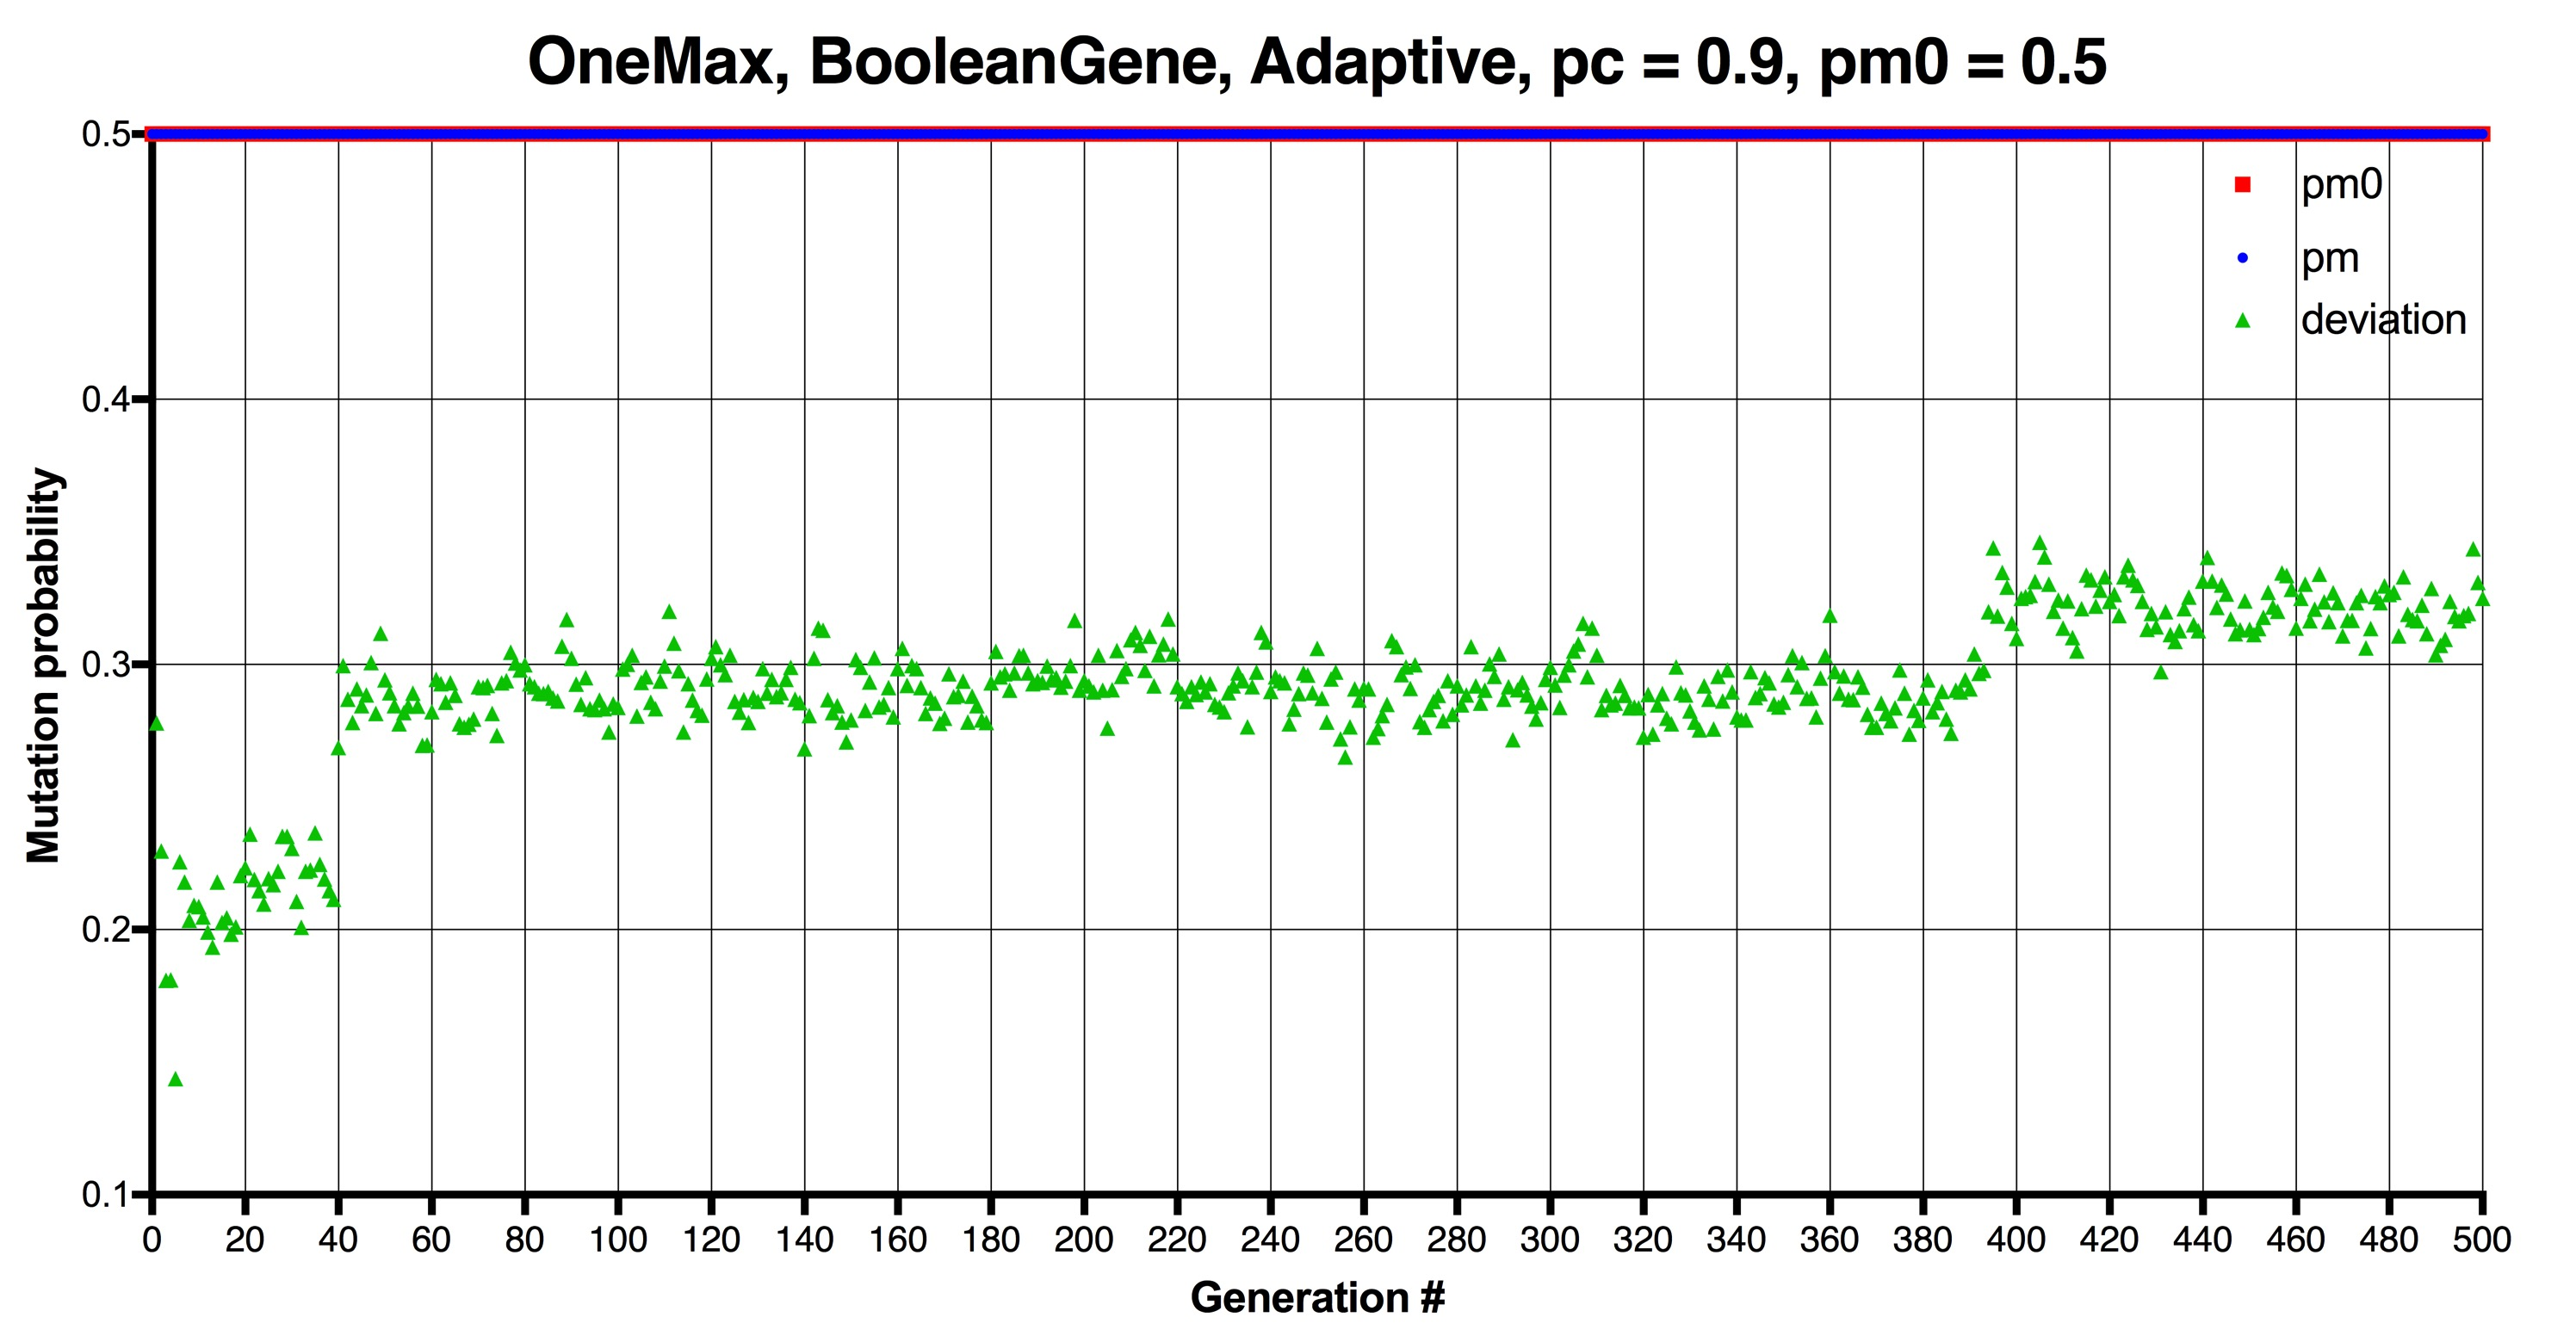 OneMax, BooleanGene, Adaptive, pc = 0.9, pm0 = 0.5
0.5
pm0
pm
deviation
0.4
0.3
0.2
0.1
Mutation probability
0 20 40 60 80 100 120 140 160 180 200 220 240 260 280 300 320 340 360 380 400 420 440 460 480 500
Generation #